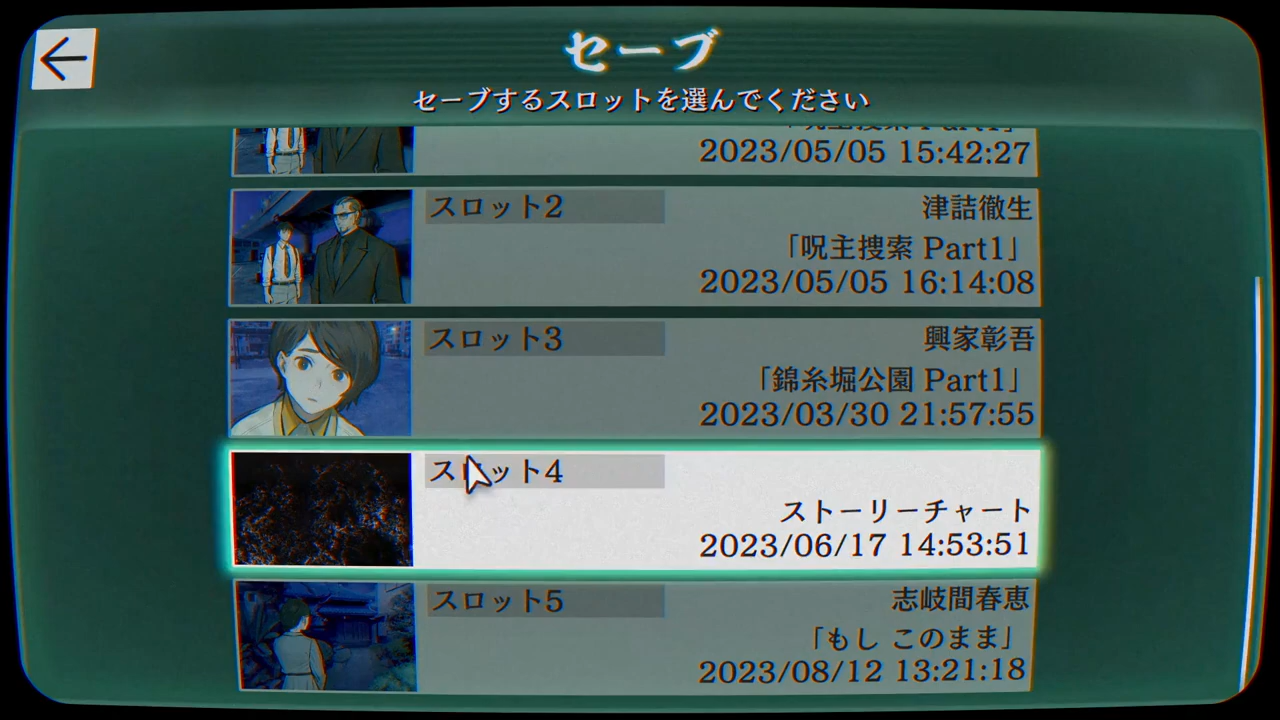 セーブ
セーブするスロットを選んでください
「呪主捜索 Part1」
2023/05/05 15:42:27
スロット2
津詰徹生
「呪主捜索 Part1」
2023/05/05 16:14:08
スロット3
興家彰吾
「錦糸堀公園 Part1」
2023/03/30 21:57:55
スロット4
ストーリーチャート
2023/06/17 14:53:51
スロット5
志岐間春恵
「もし このまま」
2023/08/12 13:21:18